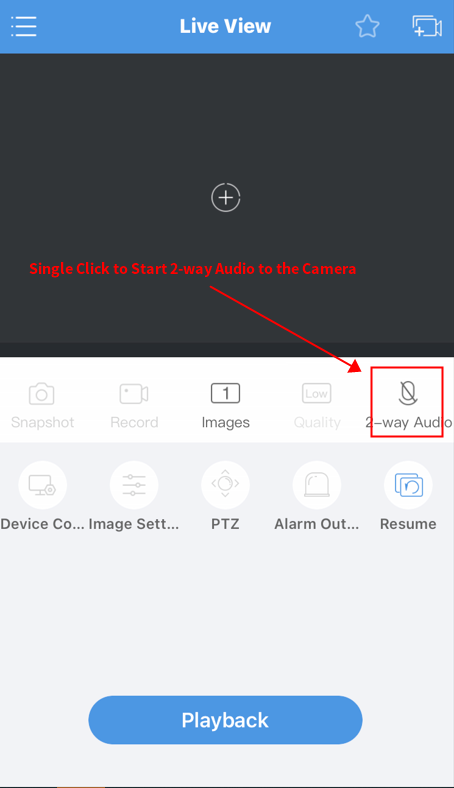 Live View
Single Click to Start 2-way Audio to the Camera
1
Low
Snapshot
Record
Images
Quality
2-way Audio
Device Co...
Image Sett...
PTZ
Alarm Out...
Resume
Playback